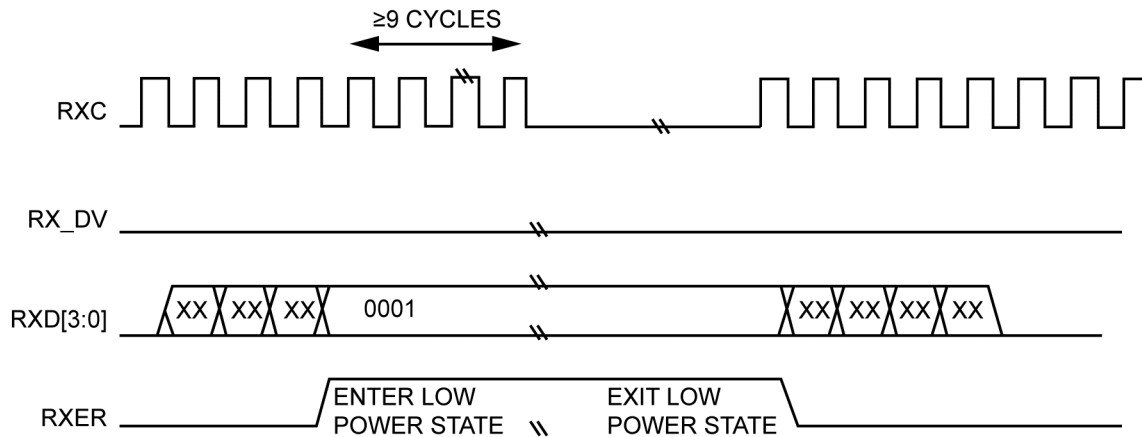 ≥9 CYCLES
RXC
RX_DV
RXD[3:0] XX XX XX 0001 XX XX XX XX
RXER
ENTER LOW
POWER STATE
EXIT LOW
POWER STATE